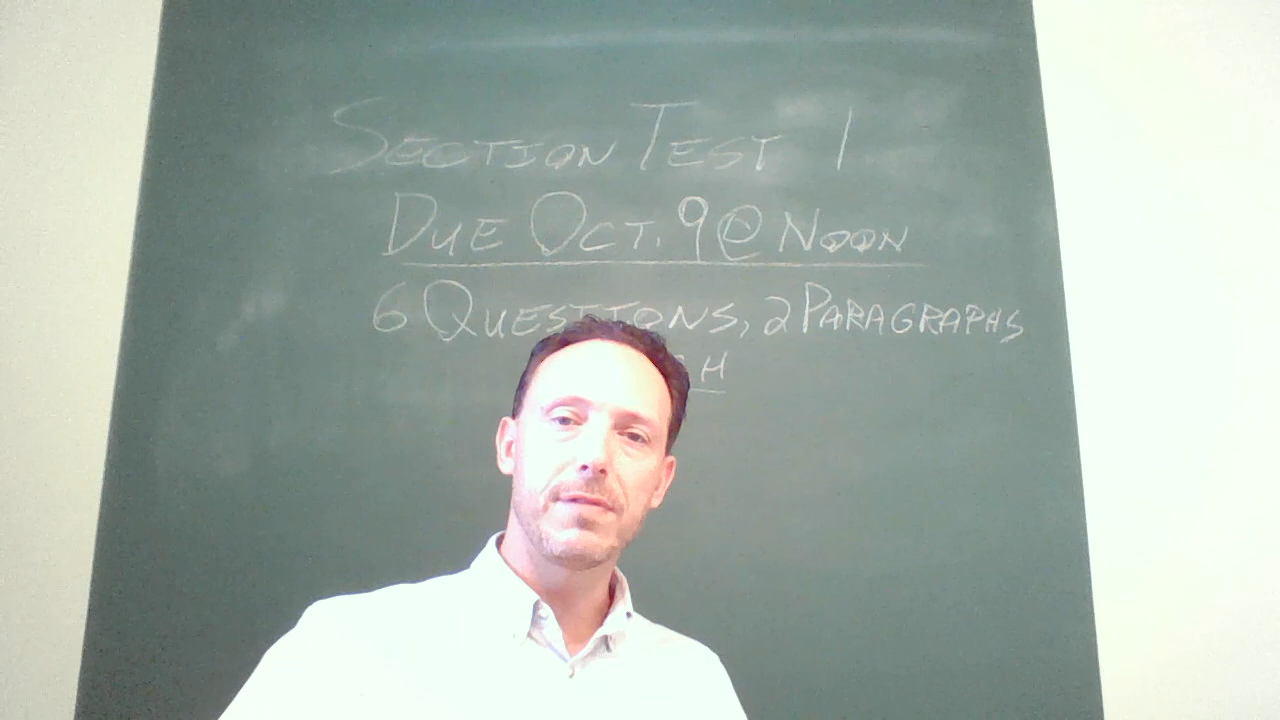 SECTION TEST 1
DUE OCT. 9 @ NOON
6 QUESTIONS, 2 PARAGRAPHS